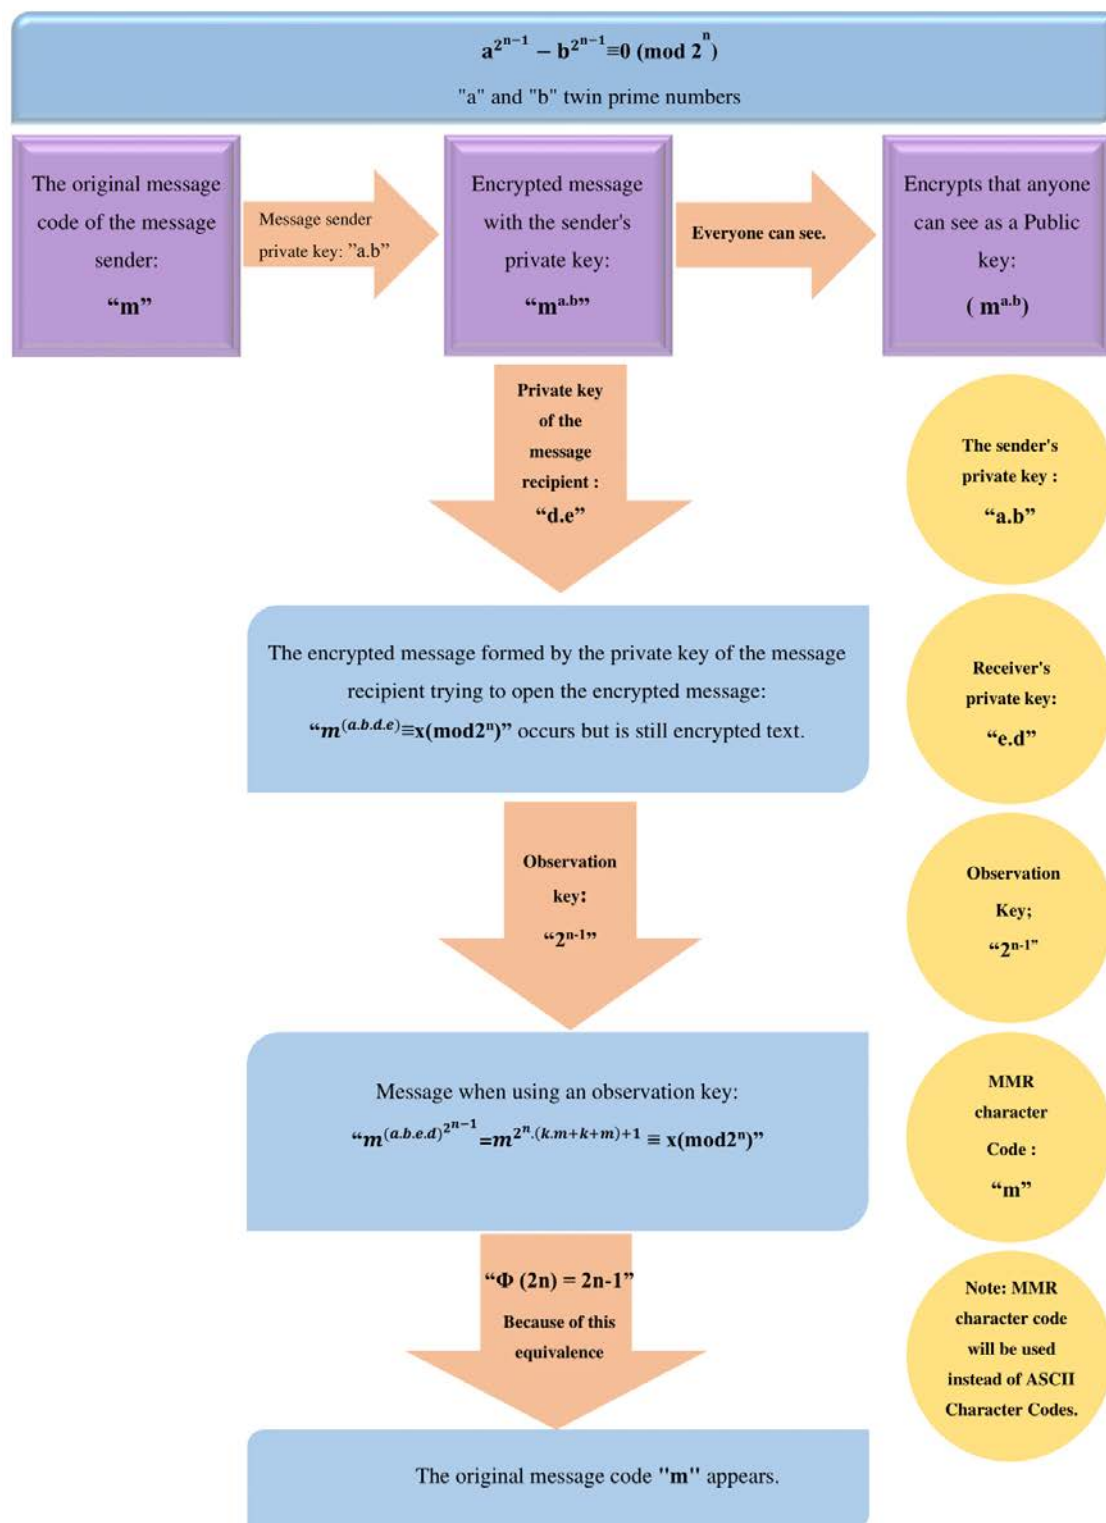 a^{2^{n-1}} – b^{2^{n-1}}≡0 (mod 2^n)
"a" and "b" twin prime numbers
The original message
code of the message
sender:
“m”
Message sender
private key: ”a.b”
Encrypted message
with the sender's
private key:
“m^{a.b}”
Everyone can see.
Encrypts that anyone
can see as a Public
key:
( m^{a.b})
Private key
of the
message
recipient :
“d.e”
The sender's
private key :
“a.b”
The encrypted message formed by the private key of the message
recipient trying to open the encrypted message:
“m^{(a.b.d.e)}≡x(mod2^n)” occurs but is still encrypted text.
Receiver's
private key:
“e.d”
Observation
key:
“2^{n-1}”
Observation
Key;
“2^{n-1}”
Message when using an observation key:
“m^{(a.b.e.d)^{2^{n-1}}}=m^{2^n.(k.m+k+m)+1} ≡ x(mod2^n)”
MMR
character
Code :
“m”
“Φ (2n) = 2n-1”
Because of this
equivalence
Note: MMR
character code
will be used
instead of ASCII
Character Codes.
The original message code "m" appears.